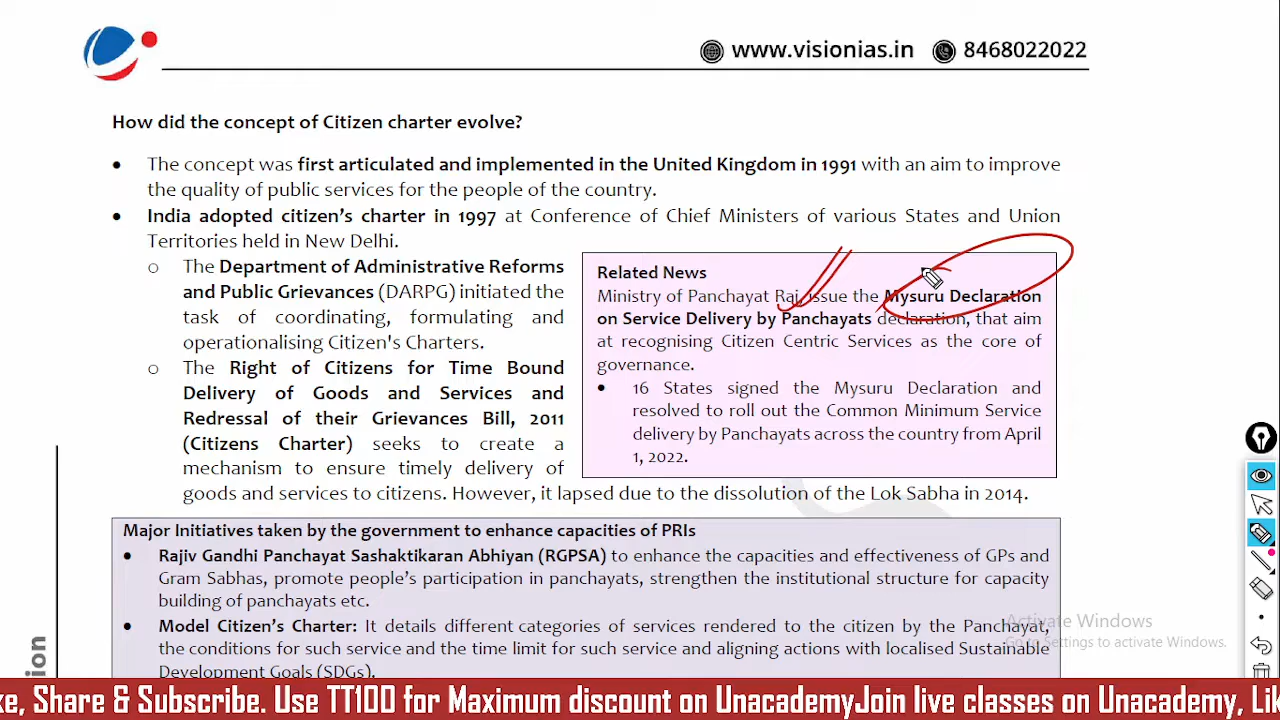 www.visionias.in 8468022022
How did the concept of Citizen charter evolve?
• The concept was first articulated and implemented in the United Kingdom in 1991 with an aim to improve
the quality of public services for the people of the country.
• India adopted citizen's charter in 1997 at Conference of Chief Ministers of various States and Union
Territories held in New Delhi.
o The Department of Administrative Reforms
and Public Grievances (DARPG) initiated the
task of coordinating, formulating and
operationalising Citizen's Charters.
o The Right of Citizens for Time Bound
Delivery of Goods and Services and
Redressal of their Grievances Bill, 2011
(Citizens Charter) seeks to create a
mechanism to ensure timely delivery of
goods and services to citizens. However, it lapsed due to the dissolution of the Lok Sabha in 2014.
Related News
Ministry of Panchayat Raj, issue the Mysuru Declaration
on Service Delivery by Panchayats declaration, that aim
at recognising Citizen Centric Services as the core of
governance.
• 16 States signed the Mysuru Declaration and
resolved to roll out the Common Minimum Service
delivery by Panchayats across the country from April
1, 2022.
Major Initiatives taken by the government to enhance capacities of PRIs
• Rajiv Gandhi Panchayat Sashaktikaran Abhiyan (RGPSA) to enhance the capacities and effectiveness of GPs and
Gram Sabhas, promote people's participation in panchayats, strengthen the institutional structure for capacity
building of panchayats etc.
• Model Citizen's Charter: It details different categories of services rendered to the citizen by the Panchayat,
the conditions for such service and the time limit for such service and aligning actions with localised Sustainable
Development Goals (SDGs).
Activate Windows
Go to Settings to activate Windows.
ion
ke, Share & Subscribe. Use TT10D for Maximum discount on UnacademyJoin live classes on Unacademy, Lik